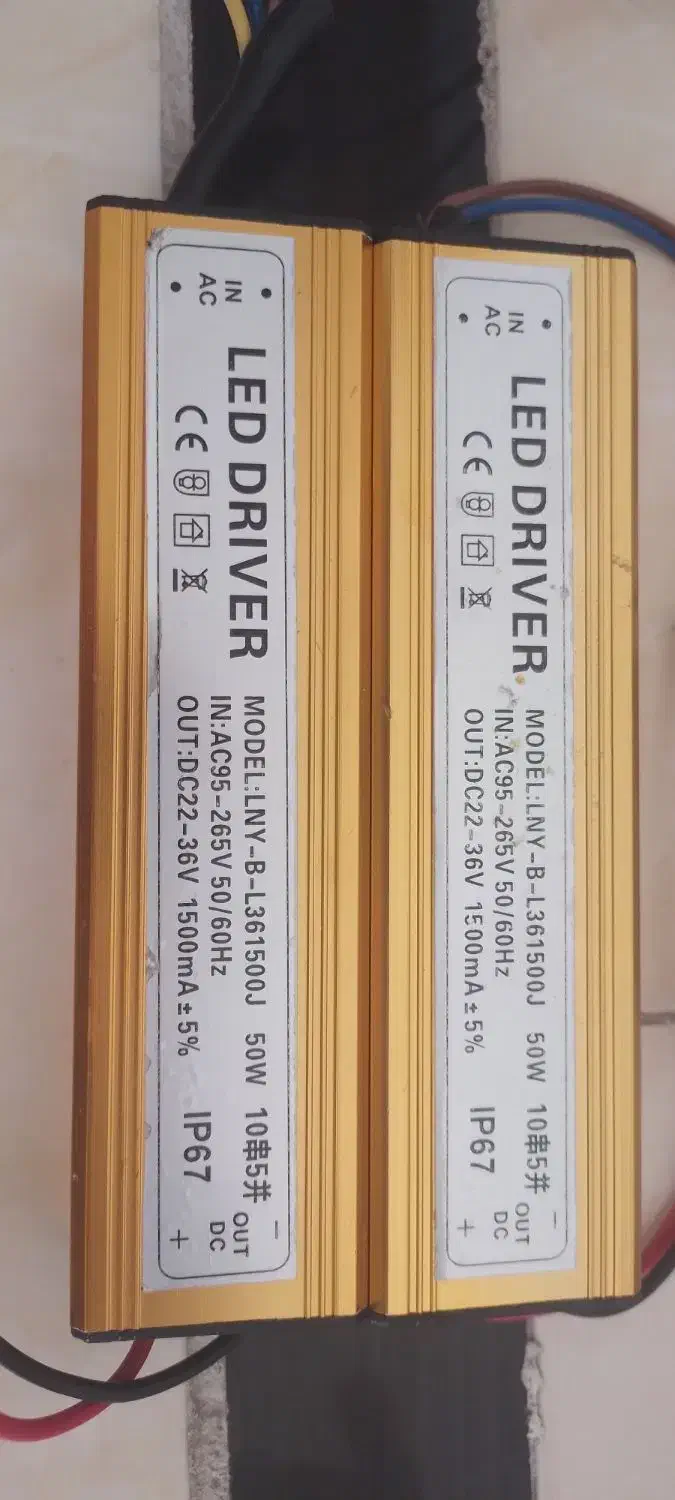 AC
IN
LED DRIVER
CE
MODEL:LNY-B-L361500J 50W 10串5并
IN:AC95-265V 50/60Hz
OUT:DC22-36V 1500mA±5%
IP67
OUT
DC
-
+
AC
IN
LED DRIVER
CE
MODEL:LNY-B-L361500J 50W 10串5并
IN:AC95-265V 50/60Hz
OUT:DC22-36V 1500mA±5%
IP67
OUT
DC
-
+